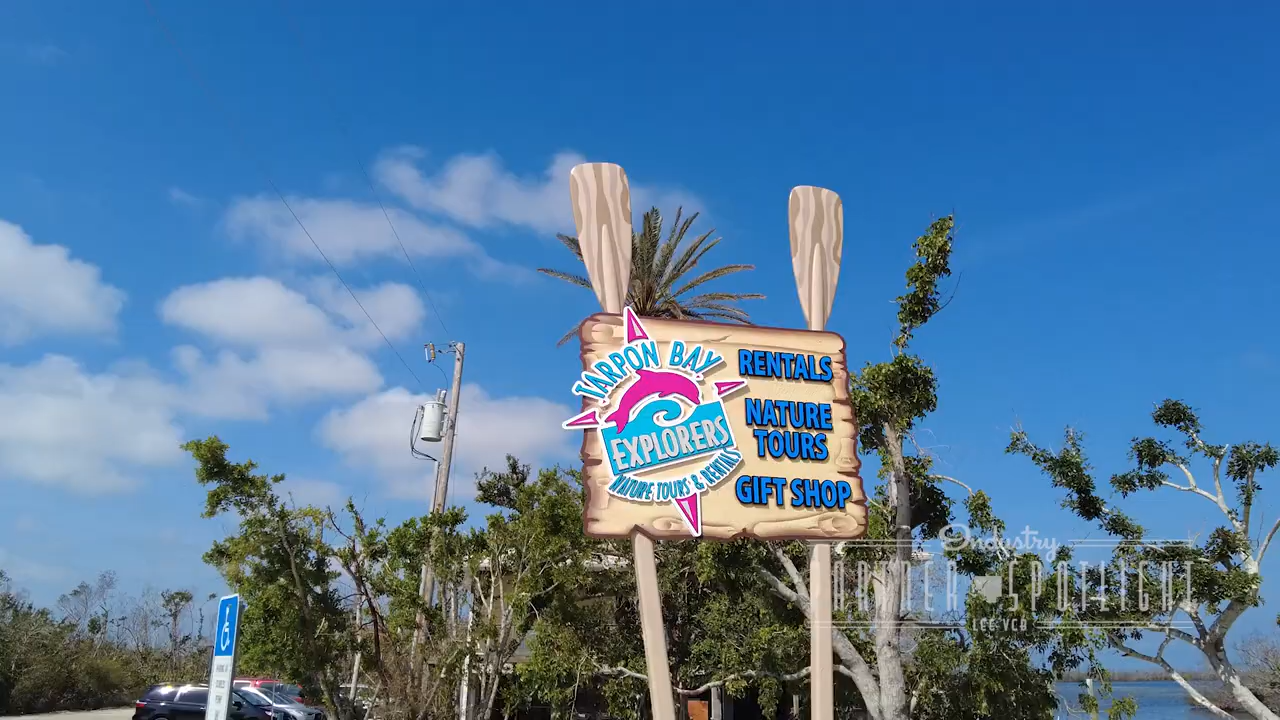 TARPON BAY
EXPLORERS
NATURE TOURS & RENTALS
RENTALS
NATURE
TOURS
GIFT SHOP
Industry
PARTNER SPOTLIGHT
LEE VCB